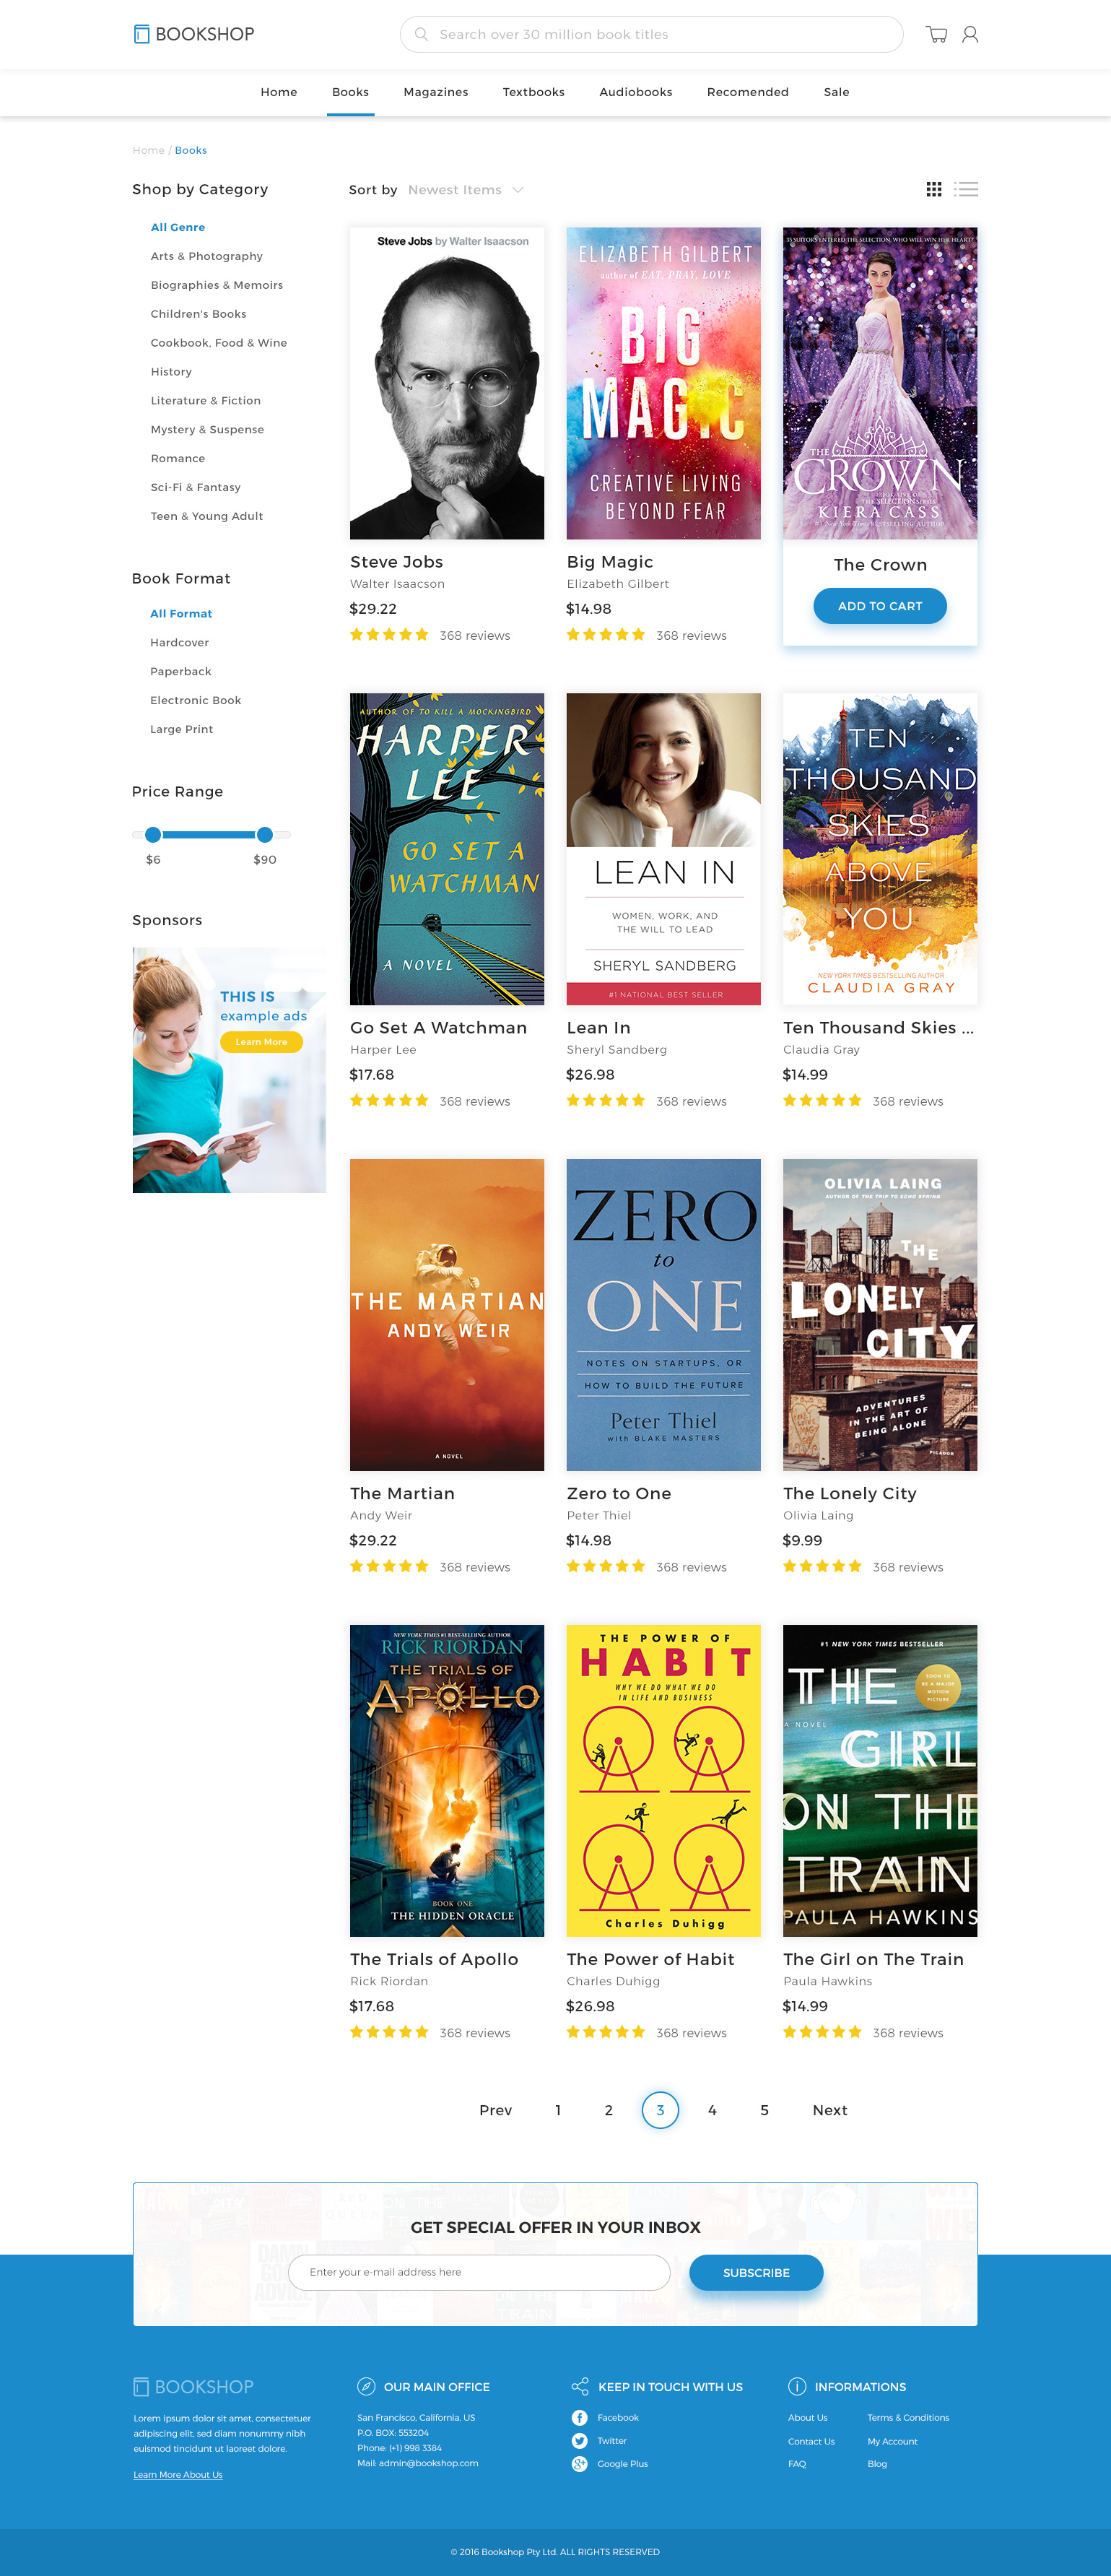 BOOKSHOP
Search over 30 million book titles
Home
Books
Magazines
Textbooks
Audiobooks
Recomended
Sale
Home / Books
Shop by Category
All Genre
Arts & Photography
Biographies & Memoirs
Children's Books
Cookbook, Food & Wine
History
Literature & Fiction
Mystery & Suspense
Romance
Sci-Fi & Fantasy
Teen & Young Adult
Book Format
All Format
Hardcover
Paperback
Electronic Book
Large Print
Price Range
$6
$90
Sponsors
THIS IS
example ads
Learn More
Sort by Newest Items
Steve Jobs by Walter Isaacson
Steve Jobs
Walter Isaacson
$29.22
368 reviews
ELIZABETH GILBERT
author of EAT, PRAY, LOVE
BIG
MAGIC
CREATIVE LIVING
BEYOND FEAR
Big Magic
Elizabeth Gilbert
$14.98
368 reviews
35 SUITORS ENTERED THE SELECTION. WHO WILL WIN HER HEART?
THE
CROWN
KIERA CASS
#1 New York Times BESTSELLING AUTHOR
The Crown
ADD TO CART
AUTHOR OF TO KILL A MOCKINGBIRD
HARPER
LEE
GO SET A
WATCHMAN
A NOVEL
Go Set A Watchman
Harper Lee
$17.68
368 reviews
LEAN IN
WOMEN, WORK, AND
THE WILL TO LEAD
SHERYL SANDBERG
#1 NATIONAL BEST SELLER
Lean In
Sheryl Sandberg
$26.98
368 reviews
TEN
THOUSAND
SKIES
ABOVE
YOU
NEW YORK TIMES BESTSELLING AUTHOR
CLAUDIA GRAY
Ten Thousand Skies ...
Claudia Gray
$14.99
368 reviews
THE MARTIAN
ANDY WEIR
A NOVEL
The Martian
Andy Weir
$29.22
368 reviews
ZERO
to
ONE
NOTES ON STARTUPS, OR
HOW TO BUILD THE FUTURE
Peter Thiel
with BLAKE MASTERS
Zero to One
Peter Thiel
$14.98
368 reviews
OLIVIA LAING
AUTHOR OF THE TRIP TO ECHO SPRING
THE
LONELY
CITY
ADVENTURES
IN THE ART OF
BEING ALONE
PICADOR
The Lonely City
Olivia Laing
$9.99
368 reviews
NEW YORK TIMES #1 BEST-SELLING AUTHOR
RICK RIORDAN
THE TRIALS OF
APOLLO
BOOK ONE
THE HIDDEN ORACLE
The Trials of Apollo
Rick Riordan
$17.68
368 reviews
THE POWER OF
HABIT
WHY WE DO WHAT WE DO
IN LIFE AND BUSINESS
Charles Duhigg
The Power of Habit
Charles Duhigg
$26.98
368 reviews
#1 NEW YORK TIMES BESTSELLER
THE
SOON TO
BE A MAJOR
MOTION
PICTURE
A NOVEL
GIRL
ON THE
TRAIN
PAULA HAWKINS
The Girl on The Train
Paula Hawkins
$14.99
368 reviews
Prev
1
2
3
4
5
Next
GET SPECIAL OFFER IN YOUR INBOX
Enter your e-mail address here
SUBSCRIBE
BOOKSHOP
Lorem ipsum dolor sit amet, consectetuer
adipiscing elit, sed diam nonummy nibh
euismod tincidunt ut laoreet dolore.
Learn More About Us
OUR MAIN OFFICE
San Francisco, California, US
P.O. BOX: 553204
Phone: (+1) 998 3384
Mail: admin@bookshop.com
KEEP IN TOUCH WITH US
Facebook
Twitter
Google Plus
INFORMATIONS
About Us
Terms & Conditions
Contact Us
My Account
FAQ
Blog
© 2016 Bookshop Pty Ltd. ALL RIGHTS RESERVED